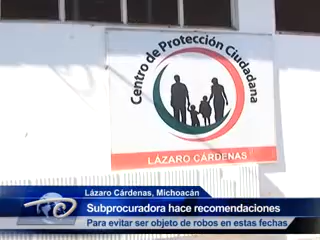 Centro de Protección Ciudadana
LÁZARO CÁRDENAS
Lázaro Cárdenas, Michoacán
Subprocuradora hace recomendaciones
Para evitar ser objeto de robos en estas fechas